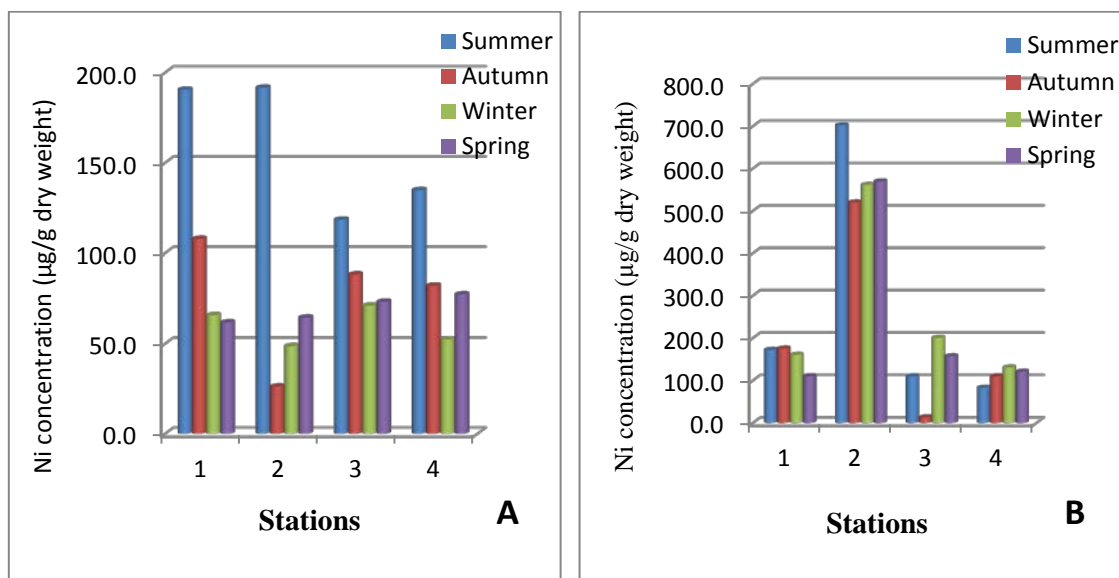 Summer
Autumn
Winter
Spring
Ni concentration (µg/g dry weight)
200.0
150.0
100.0
50.0
0.0
1 2 3 4
Stations
A
Summer
Autumn
Winter
Spring
Ni concentration (µg/g dry weight)
800.0
700.0
600.0
500.0
400.0
300.0
200.0
100.0
0.0
1 2 3 4
Stations
B